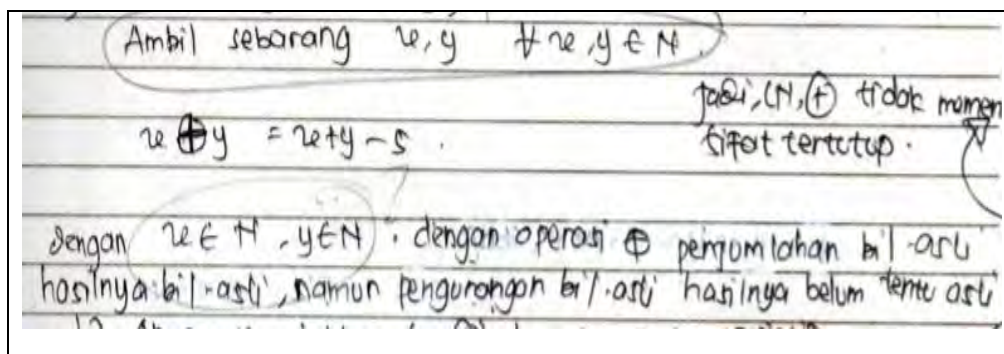 Ambil sebarang x, y ∀ x, y ∈ N.
x ⊕ y = x + y - 5.
jadi, (N, ⊕) tidak memen
sifat tertutup.
dengan x ∈ N, y ∈ N. dengan operasi ⊕ penjumlahan bil-asli
hasilnya bil-asli, namun pengurangan bil.asli hasilnya belum tentu asli